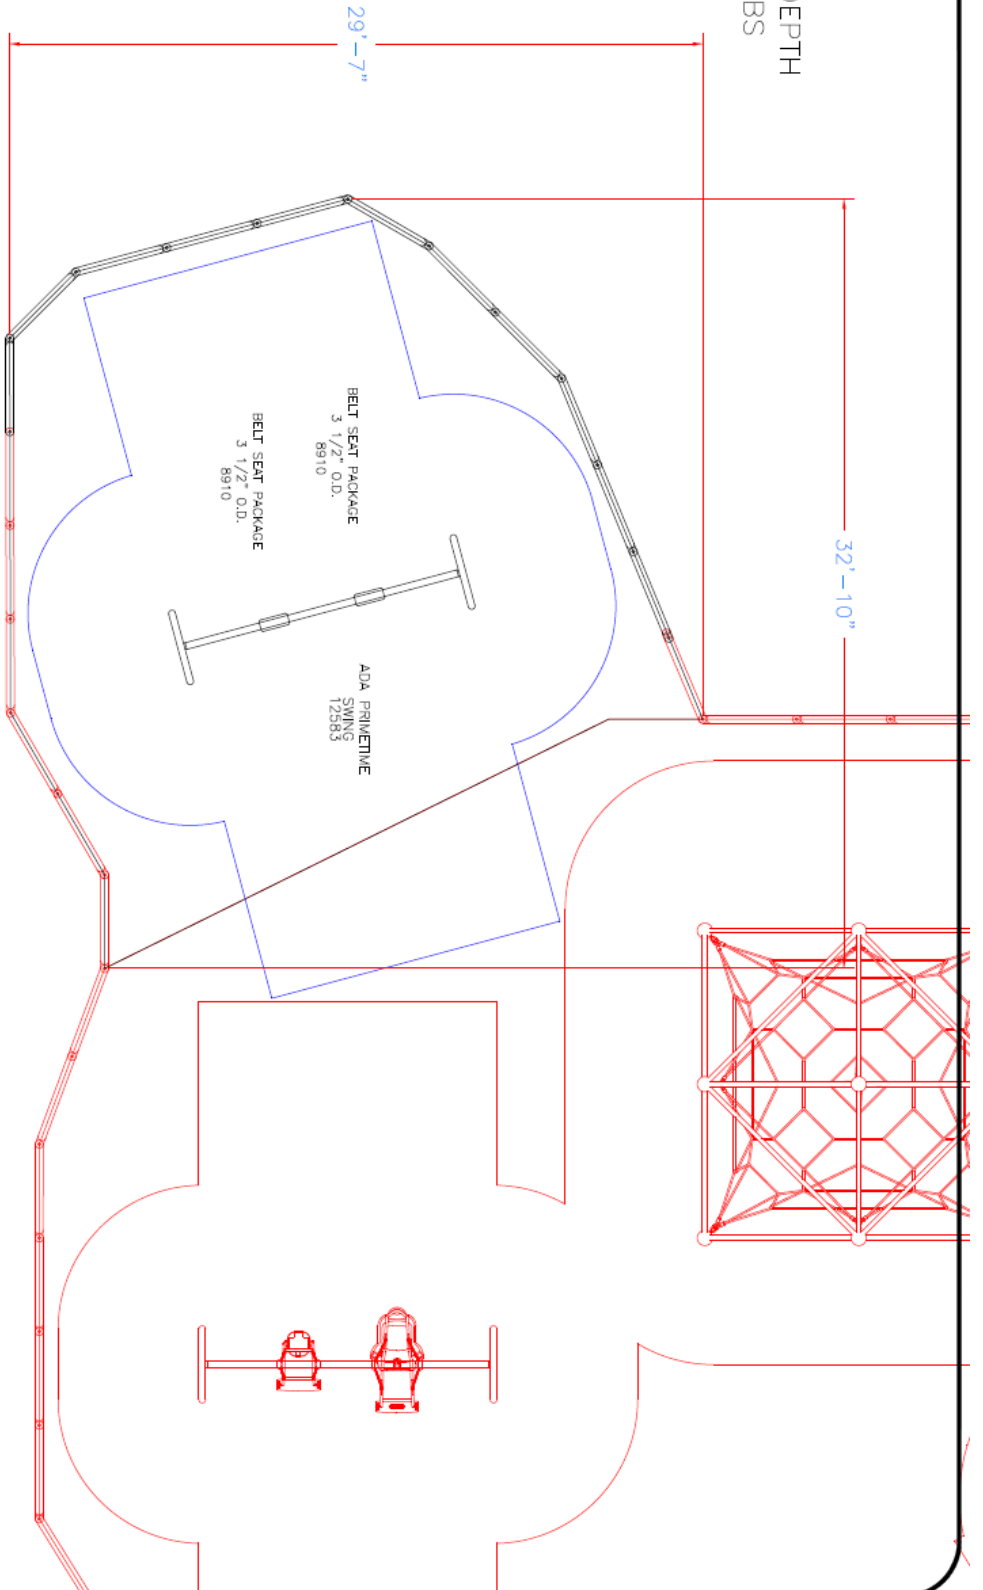 DEPTH
BS
29'-7"
32'-10"
BELT SEAT PACKAGE
3 1/2" O.D.
8910
BELT SEAT PACKAGE
3 1/2" O.D.
8910
ADA PRIMETIME
SWING
12583